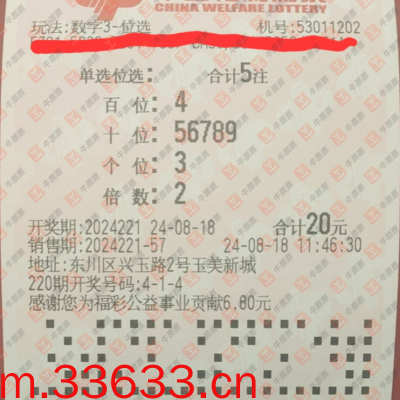 CHINA WELFARE LOTTERY
玩法:数字3-位选 机号:53011202
单选位选: 合计5注
百位: 4
十位: 56789
个位: 3
倍数: 2
开奖期:2024221 24-08-18 合计20元
销售期:2024221-57 24-08-18 11:46:30
地址:东川区兴玉路2号玉美新城
220期开奖号码:4-1-4
感谢您为福彩公益事业贡献6.80元
m.33633.cn